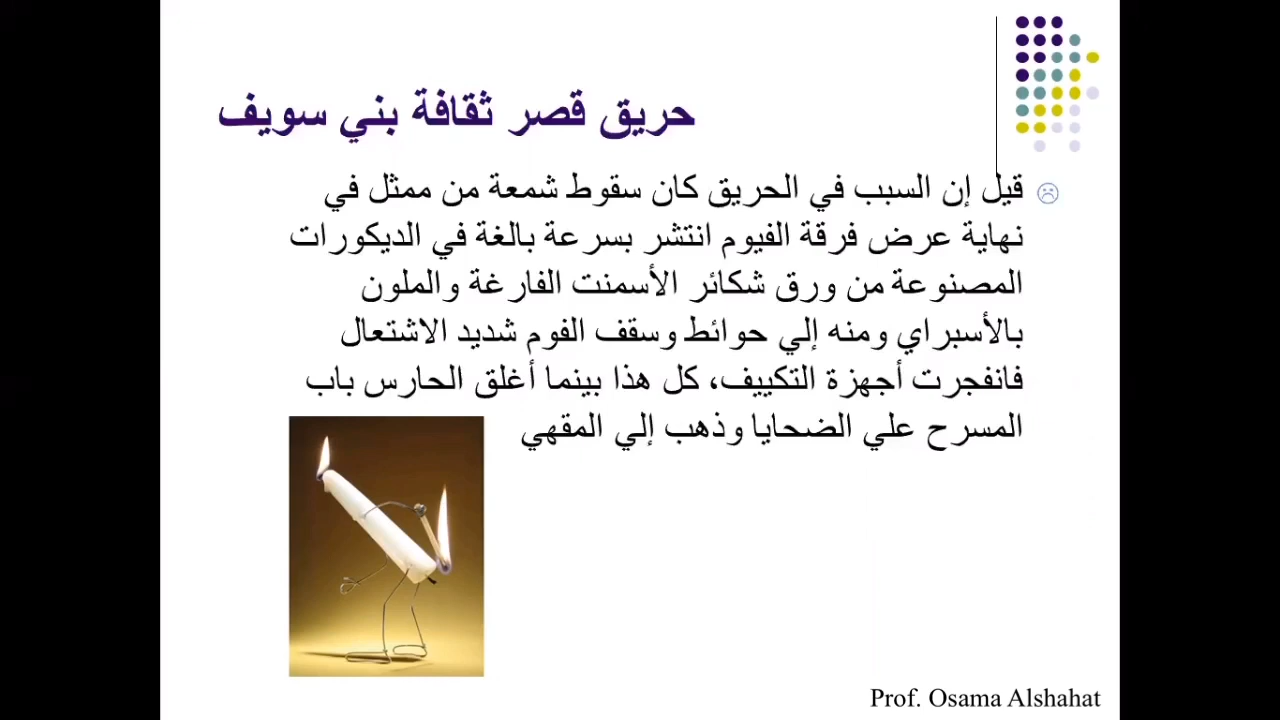 حريق قصر ثقافة بني سويف
قيل إن السبب في الحريق كان سقوط شمعة من ممثل في
نهاية عرض فرقة الفيوم انتشر بسرعة بالغة في الديكورات
المصنوعة من ورق شكائر الأسمنت الفارغة والملون
بالأسبراي ومنه إلي حوائط وسقف الفوم شديد الاشتعال
فانفجرت أجهزة التكييف، كل هذا بينما أغلق الحارس باب
المسرح علي الضحايا وذهب إلي المقهي
Prof. Osama Alshahat